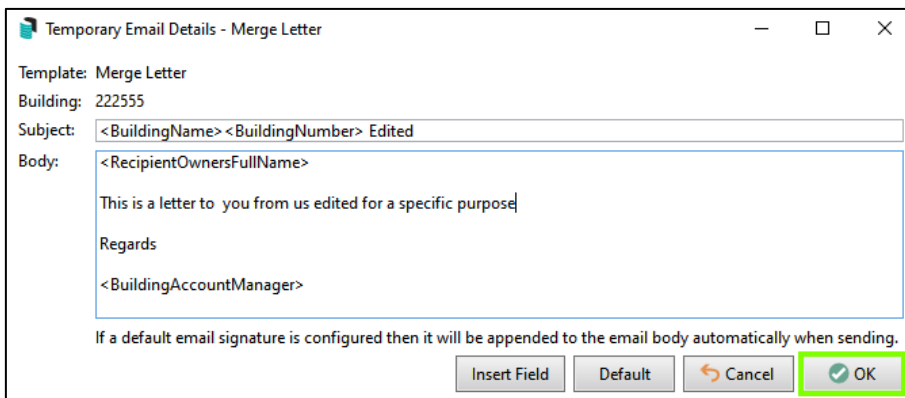 Temporary Email Details - Merge Letter
Template: Merge Letter
Building: 222555
Subject: <BuildingName><BuildingNumber> Edited
Body: <RecipientOwnersFullName>
This is a letter to  you from us edited for a specific purpose
Regards
<BuildingAccountManager>
If a default email signature is configured then it will be appended to the email body automatically when sending.
Insert Field Default Cancel OK